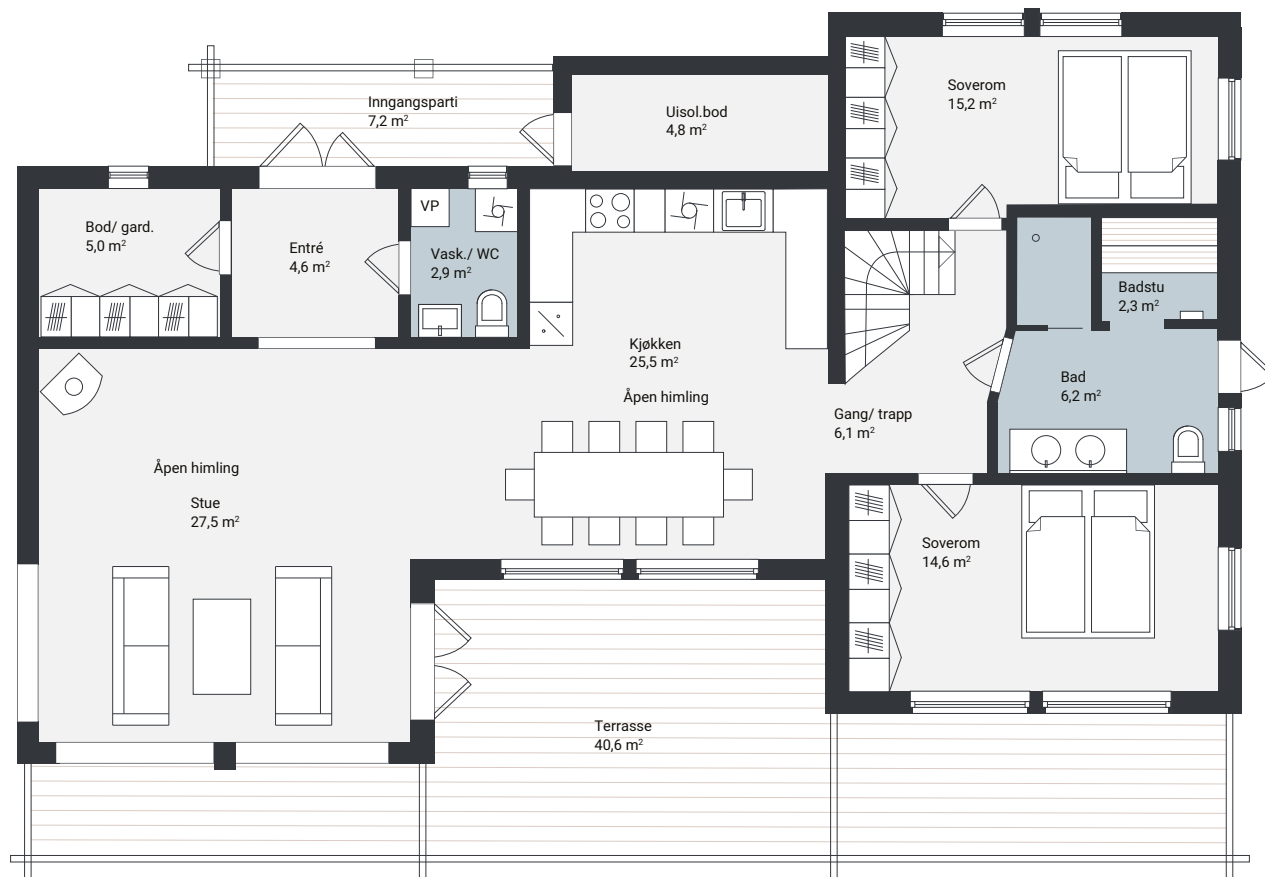 Soverom
15,2 m²
Inngangsparti
7,2 m²
Uisol.bod
4,8 m²
VP
Bod/ gard.
5,0 m²
Entré
4,6 m²
Vask./ WC
2,9 m²
Badstu
2,3 m²
Kjøkken
25,5 m²
Åpen himling
Bad
6,2 m²
Gang/ trapp
6,1 m²
Åpen himling
Stue
27,5 m²
Soverom
14,6 m²
Terrasse
40,6 m²